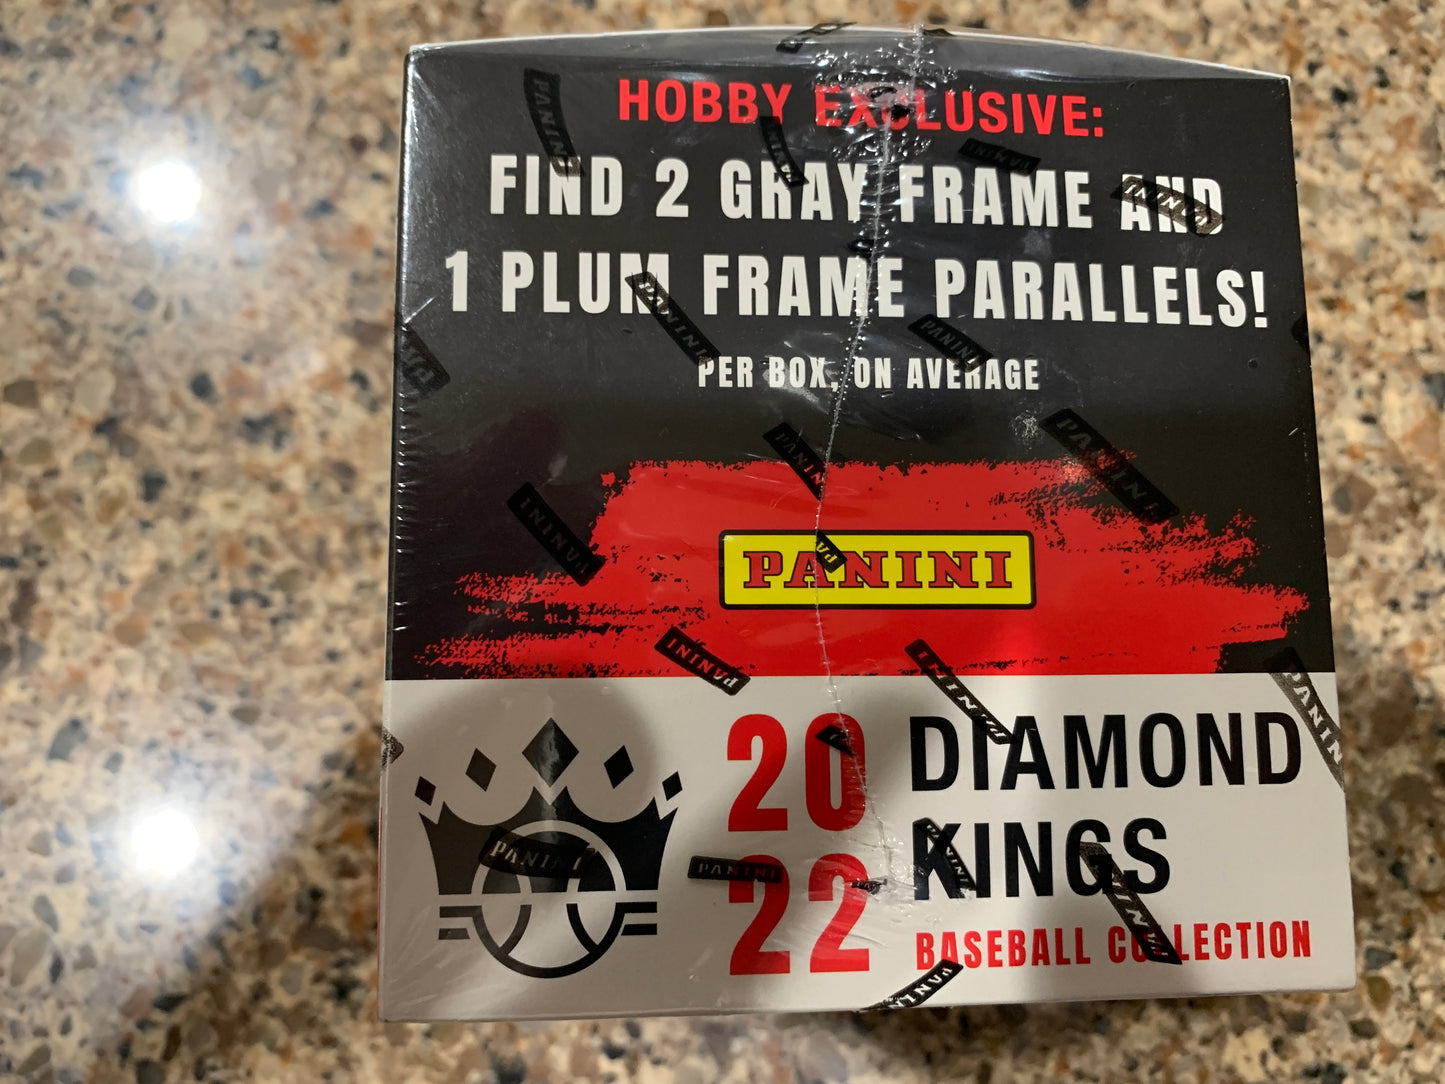 HOBBY EXCLUSIVE:
FIND 2 GRAY FRAME AND
1 PLUM FRAME PARALLELS!
PER BOX, ON AVERAGE
PANINI
20
22
DIAMOND
KINGS
BASEBALL COLLECTION